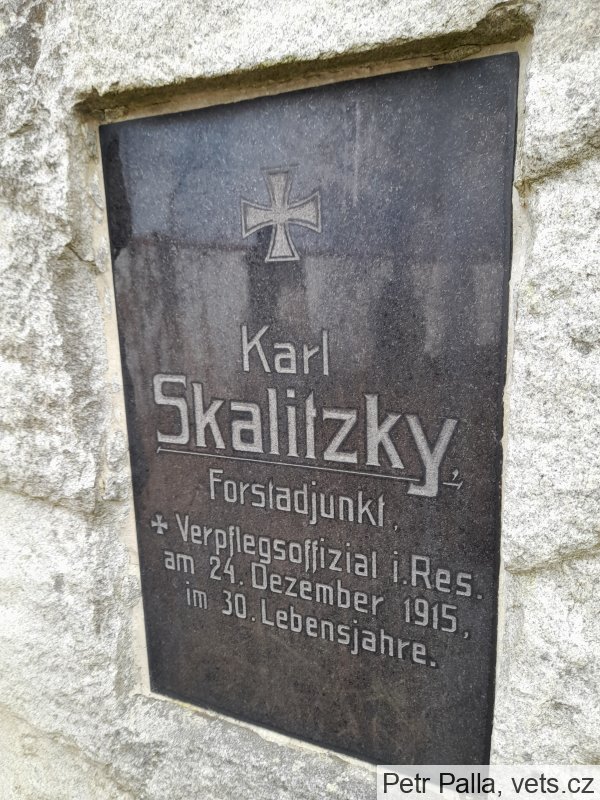 Karl
Skalitzky,
Forstadjunkt,
✠ Verpflegsoffizial i. Res.
am 24. Dezember 1915,
im 30. Lebensjahre.
Petr Palla, vets.cz